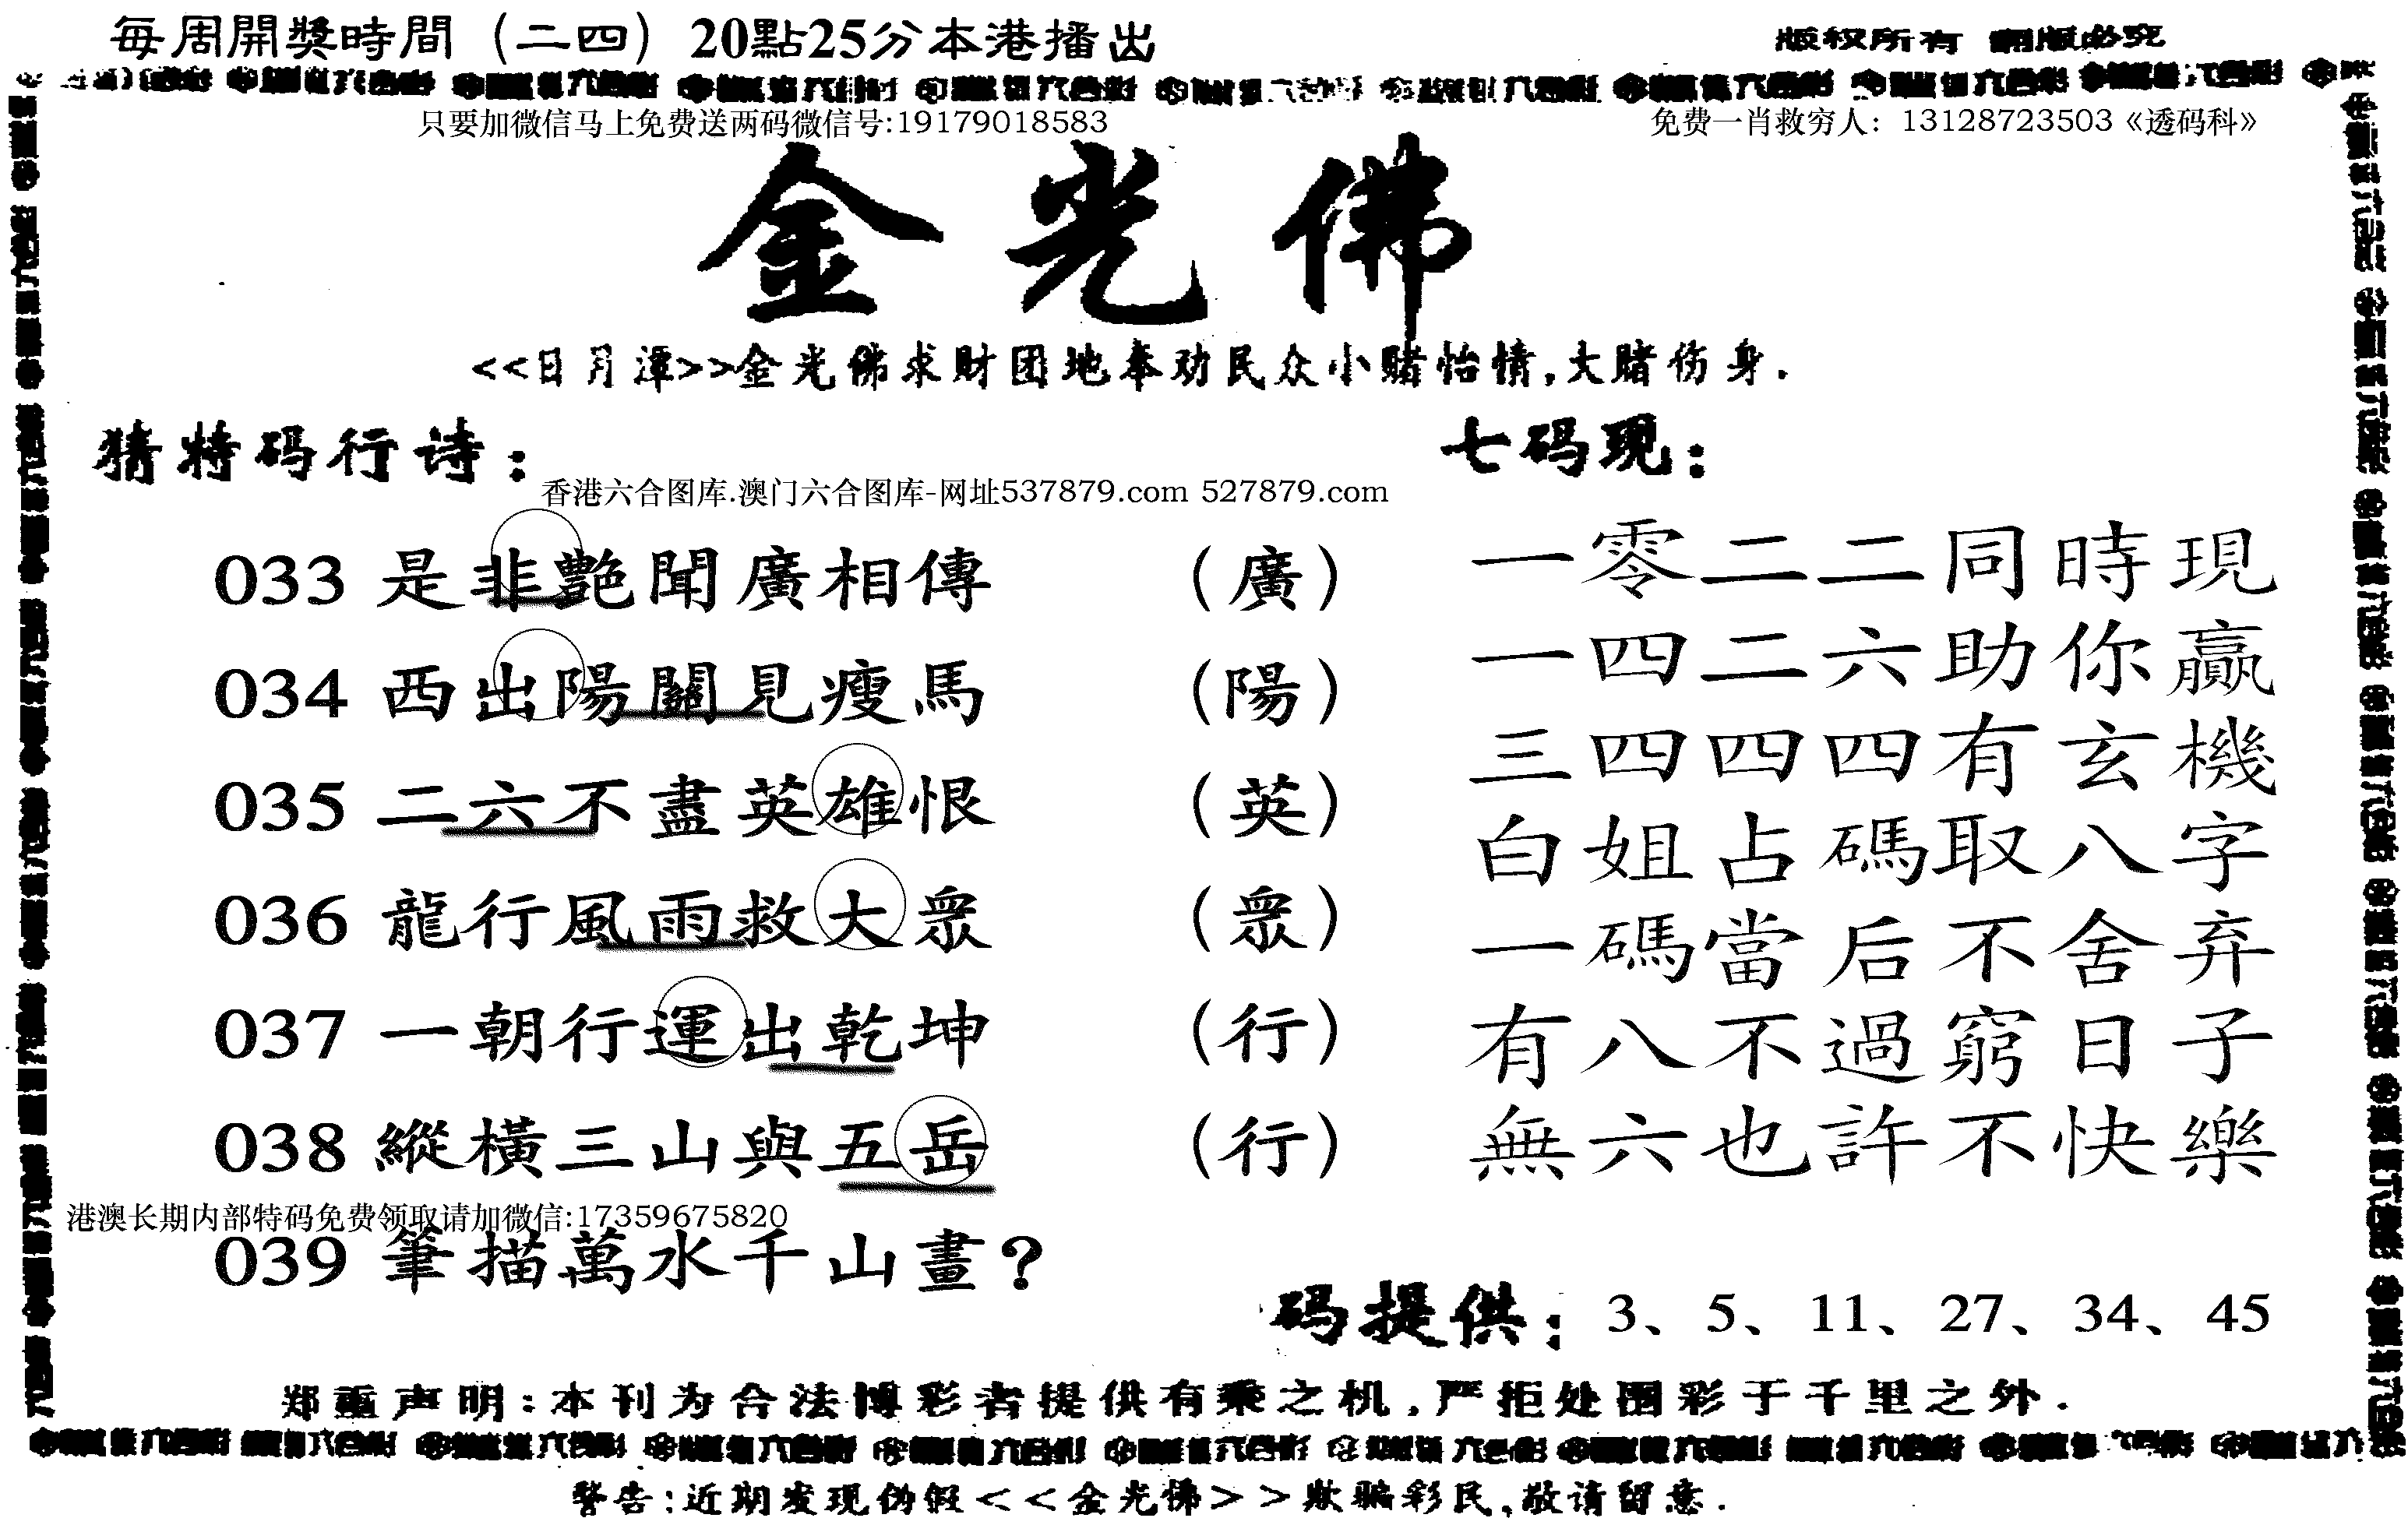 每周開獎時間（二四）20點25分本港播出
版权所有 翻版必究
只要加微信马上免费送两码微信号:19179018583
免费一肖救穷人：13128723503《透码科》
金光佛
<<日月潭>>金光佛求财团地奉劝民众小赌怡情,大赌伤身.
猜特码行诗：
香港六合图库.澳门六合图库-网址537879.com 527879.com
033 是非艷聞廣相傳 （廣）
034 西出陽關見瘦馬 （陽）
035 二六不盡英雄恨 （英）
036 龍行風雨救大眾 （眾）
037 一朝行運出乾坤 （行）
038 縱橫三山與五岳 （行）
港澳长期内部特码免费领取请加微信:17359675820
039 筆描萬水千山畫？
七码现：
一零二二同時現
一四二六助你贏
三四四四有玄機
白姐占碼取八字
一碼當后不舍弃
有八不過窮日子
無六也許不快樂
码提供：3、5、11、27、34、45
郑重声明：本刊为合法博彩者提供有乘之机,严拒处围彩于千里之外.
警告:近期发现伪假<<金光佛>>欺骗彩民,敬请留意.